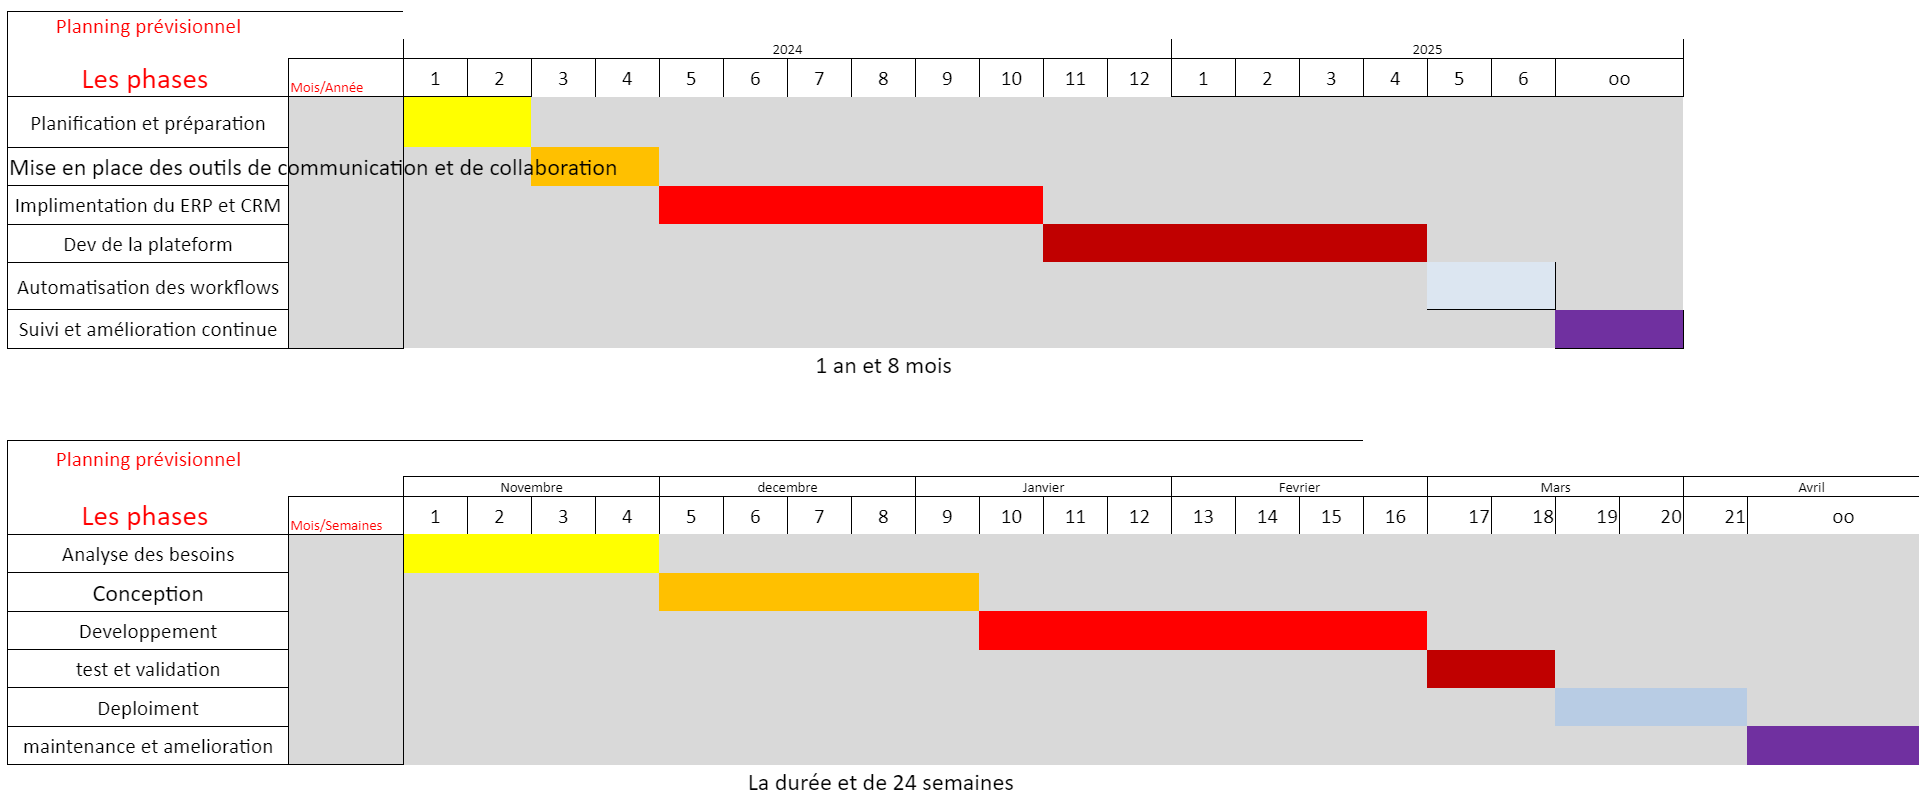 Planning prévisionnel
2024 2025
Les phases Mois/Année 1 2 3 4 5 6 7 8 9 10 11 12 1 2 3 4 5 6 oo
Planification et préparation
Mise en place des outils de communication et de collaboration
Implimentation du ERP et CRM
Dev de la plateform
Automatisation des workflows
Suivi et amélioration continue
1 an et 8 mois
Planning prévisionnel
Novembre decembre Janvier Fevrier Mars Avril
Les phases Mois/Semaines 1 2 3 4 5 6 7 8 9 10 11 12 13 14 15 16 17 18 19 20 21 oo
Analyse des besoins
Conception
Developpement
test et validation
Deploiment
maintenance et amelioration
La durée et de 24 semaines